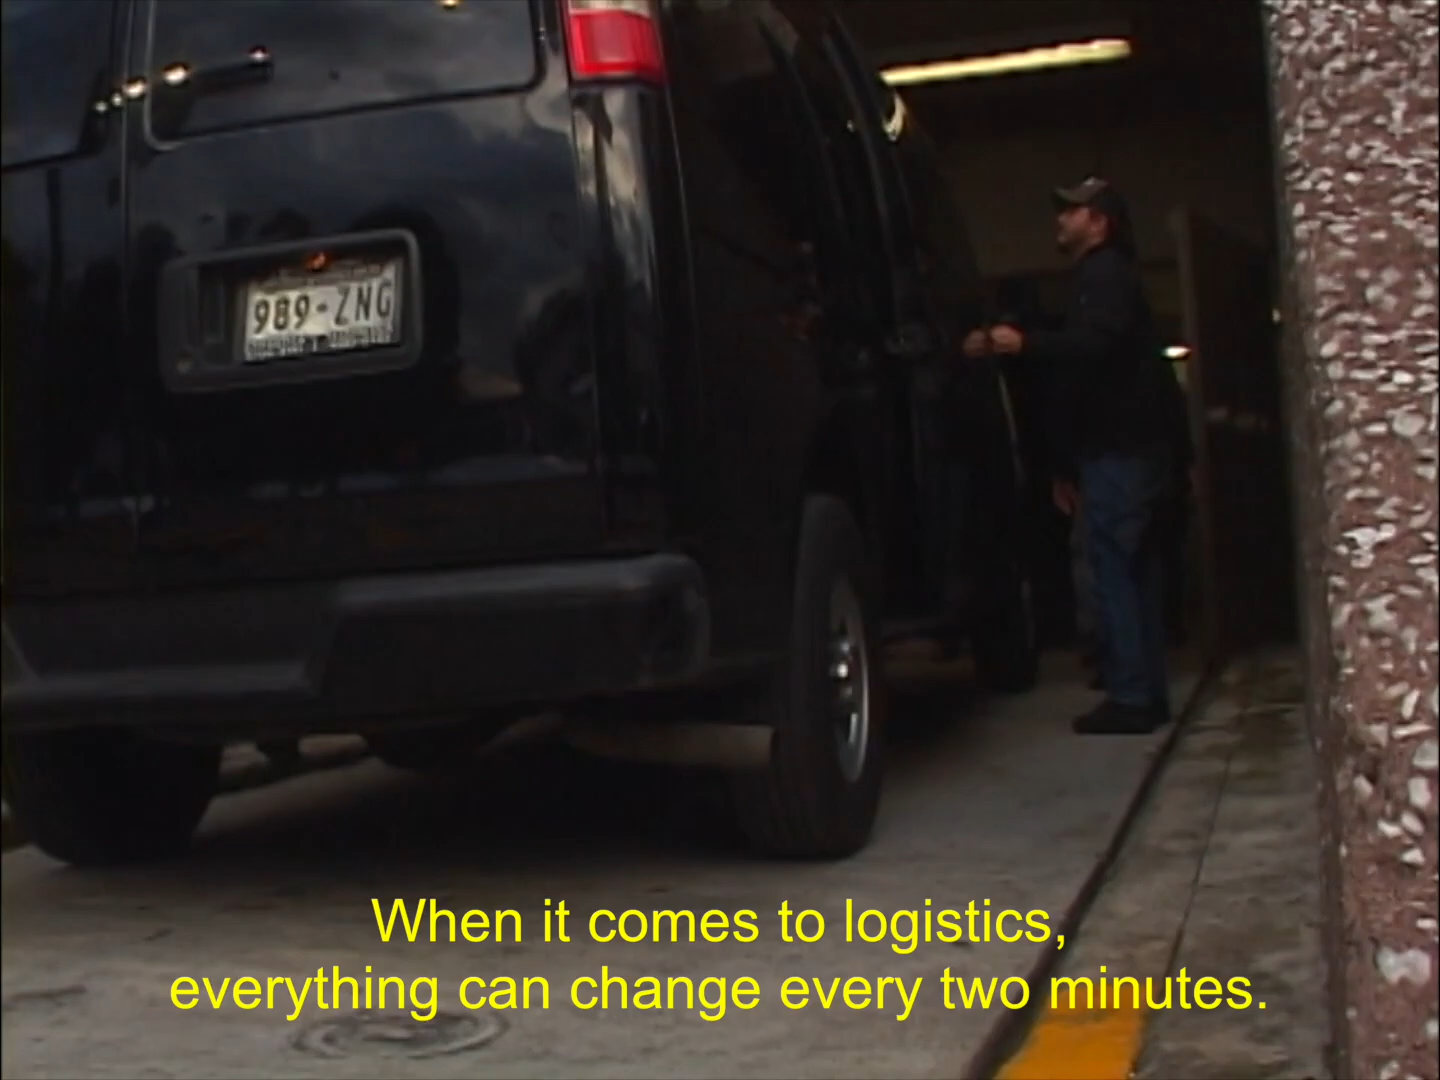 989-ZNG
When it comes to logistics,
everything can change every two minutes.